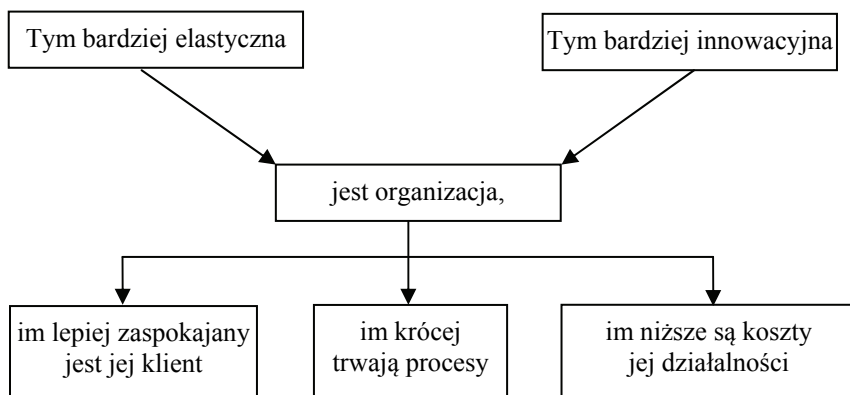 Tym bardziej elastyczna
Tym bardziej innowacyjna
jest organizacja,
im lepiej zaspokajany
jest jej klient
im krócej
trwają procesy
im niższe są koszty
jej działalności